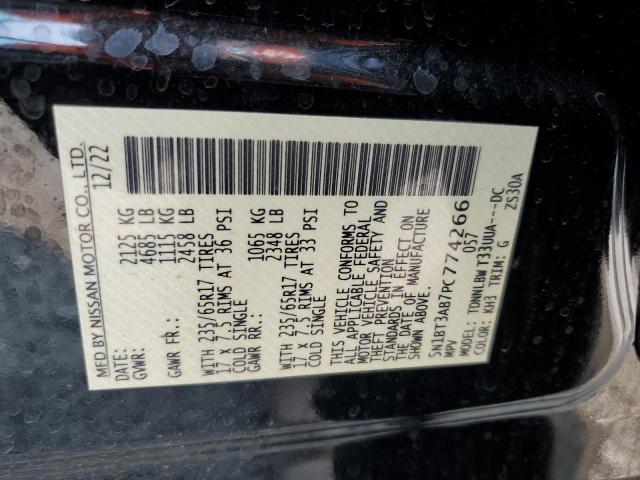 MFD BY NISSAN MOTOR CO., LTD.
DATE: 12/22
GVWR: 2125 KG
4685 LB
GAWR FR.: 1115 KG
2458 LB
WITH 235/65R17 TIRES
17 X 7.5 RIMS AT 36 PSI
COLD SINGLE
GAWR RR.: 1065 KG
2348 LB
WITH 235/65R17 TIRES
17 X 7.5 RIMS AT 33 PSI
COLD SINGLE
THIS VEHICLE CONFORMS TO
ALL APPLICABLE FEDERAL
MOTOR VEHICLE SAFETY AND
THEFT PREVENTION
STANDARDS IN EFFECT ON
THE DATE OF MANUFACTURE
SHOWN ABOVE.
5N1BT3AB7PC774266
MPV 057
MODEL: TDNNLBW T33UUA---DC
COLOR: KH3 TRIM: G ZS30A